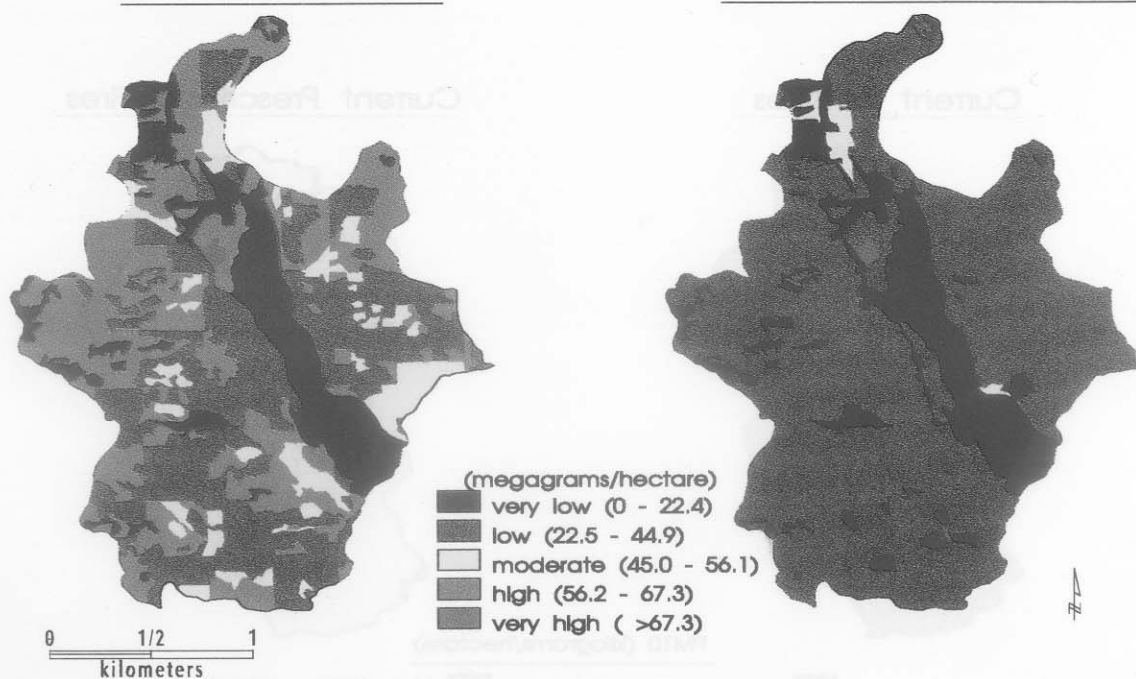 (megagrams/hectare)
very low (0 - 22.4)
low (22.5 - 44.9)
moderate (45.0 - 56.1)
high (56.2 - 67.3)
very high ( >67.3)
0 1/2 1
kilometers
N